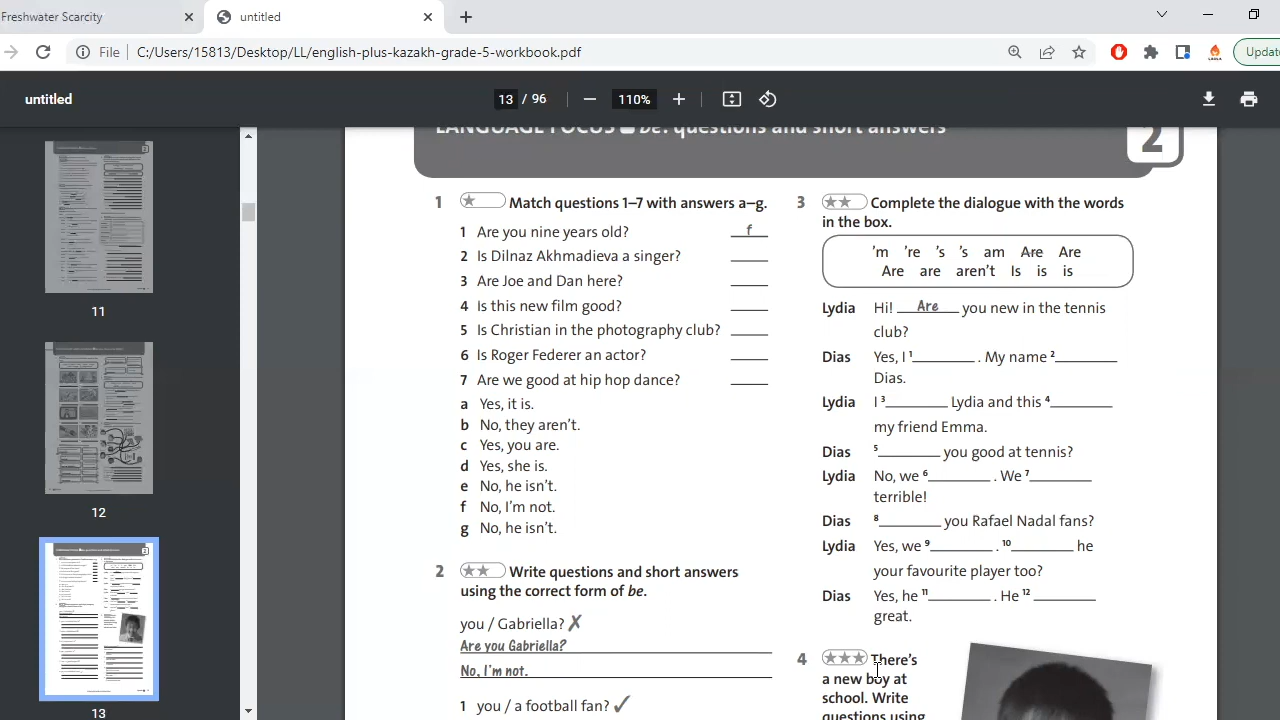 Freshwater Scarcity
untitled
File C:/Users/15813/Desktop/LL/english-plus-kazakh-grade-5-workbook.pdf
Updat
untitled
13 / 96
110%
LANGUAGE FOCUS be: questions and short answers
2
11
12
13
1 Match questions 1–7 with answers a–g.
1 Are you nine years old? f
2 Is Dilnaz Akhmadieva a singer?
3 Are Joe and Dan here?
4 Is this new film good?
5 Is Christian in the photography club?
6 Is Roger Federer an actor?
7 Are we good at hip hop dance?
a Yes, it is.
b No, they aren't.
c Yes, you are.
d Yes, she is.
e No, he isn't.
f No, I'm not.
g No, he isn't.
2 Write questions and short answers
using the correct form of be.
you / Gabriella? ✗
Are you Gabriella?
No, I'm not.
1 you / a football fan? ✓
3 Complete the dialogue with the words
in the box.
'm 're 's 's am Are Are
Are are aren't Is is is
Lydia Hi! Are you new in the tennis
club?
Dias Yes, I 1 . My name 2
Dias.
Lydia I 3 Lydia and this 4
my friend Emma.
Dias 5 you good at tennis?
Lydia No, we 6 . We 7
terrible!
Dias 8 you Rafael Nadal fans?
Lydia Yes, we 9 . 10 he
your favourite player too?
Dias Yes, he 11 . He 12
great.
4 There's
a new boy at
school. Write
questions using